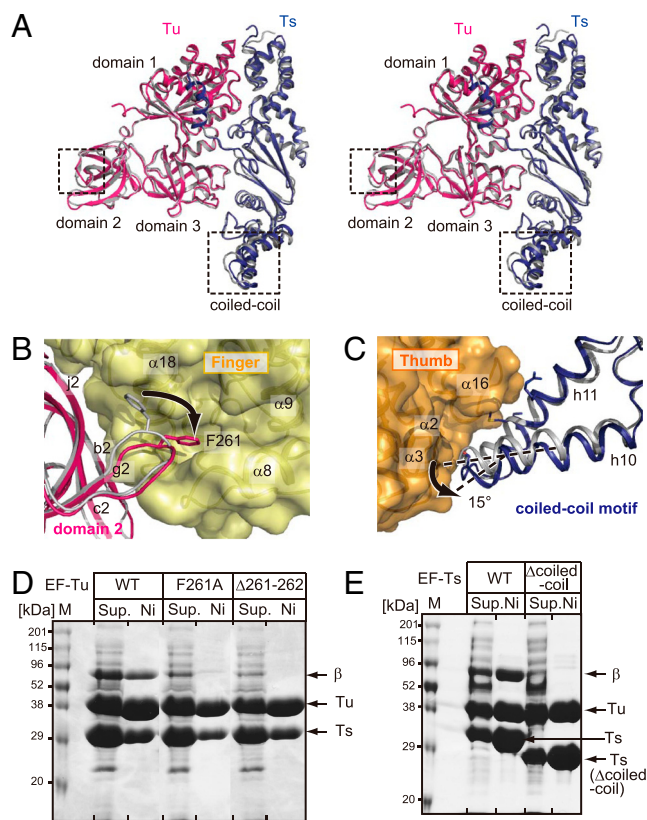 A
Tu
Ts
domain 1
domain 2
domain 3
coiled-coil
Tu
Ts
domain 1
domain 2
domain 3
coiled-coil
B
α18
Finger
j2
α9
b2
F261
g2
α8
c2
domain 2
C
Thumb
α16
α2
h11
α3
h10
15°
coiled-coil motif
D
EF-Tu
WT
F261A
Δ261-262
[kDa]
M
Sup. Ni
Sup. Ni
Sup. Ni
201
115
96
52
38
29
20
β
Tu
Ts
E
EF-Ts
WT
Δcoiled
-coil
[kDa]
M
Sup.Ni
Sup.Ni
201
115
96
52
38
29
20
β
Tu
Ts
Ts
(Δcoiled
-coil)